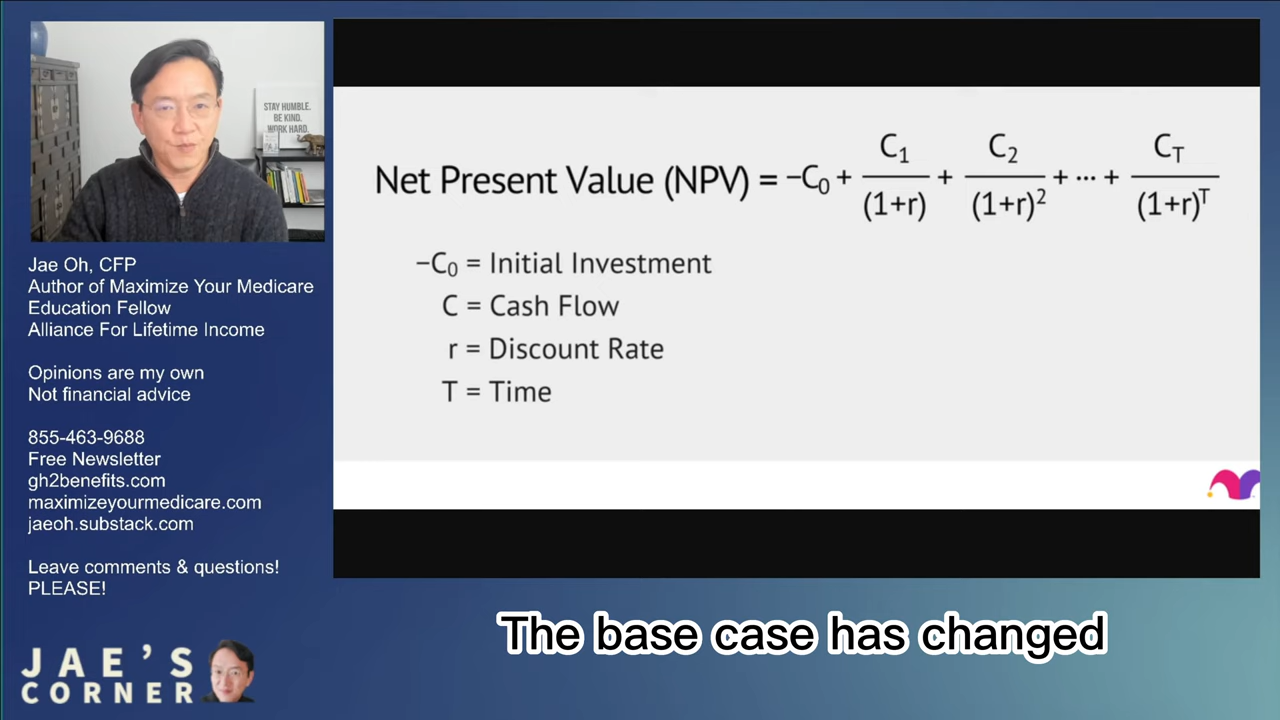 STAY HUMBLE.
BE KIND.
WORK HARD.
Jae Oh, CFP
Author of Maximize Your Medicare
Education Fellow
Alliance For Lifetime Income
Opinions are my own
Not financial advice
855-463-9688
Free Newsletter
gh2benefits.com
maximizeyourmedicare.com
jaeoh.substack.com
Leave comments & questions!
PLEASE!
JAE'S
CORNER
Net Present Value (NPV) = −C₀ + C₁/(1+r) + C₂/(1+r)² + ··· + C_T/(1+r)^T
−C₀ = Initial Investment
C = Cash Flow
r = Discount Rate
T = Time
The base case has changed